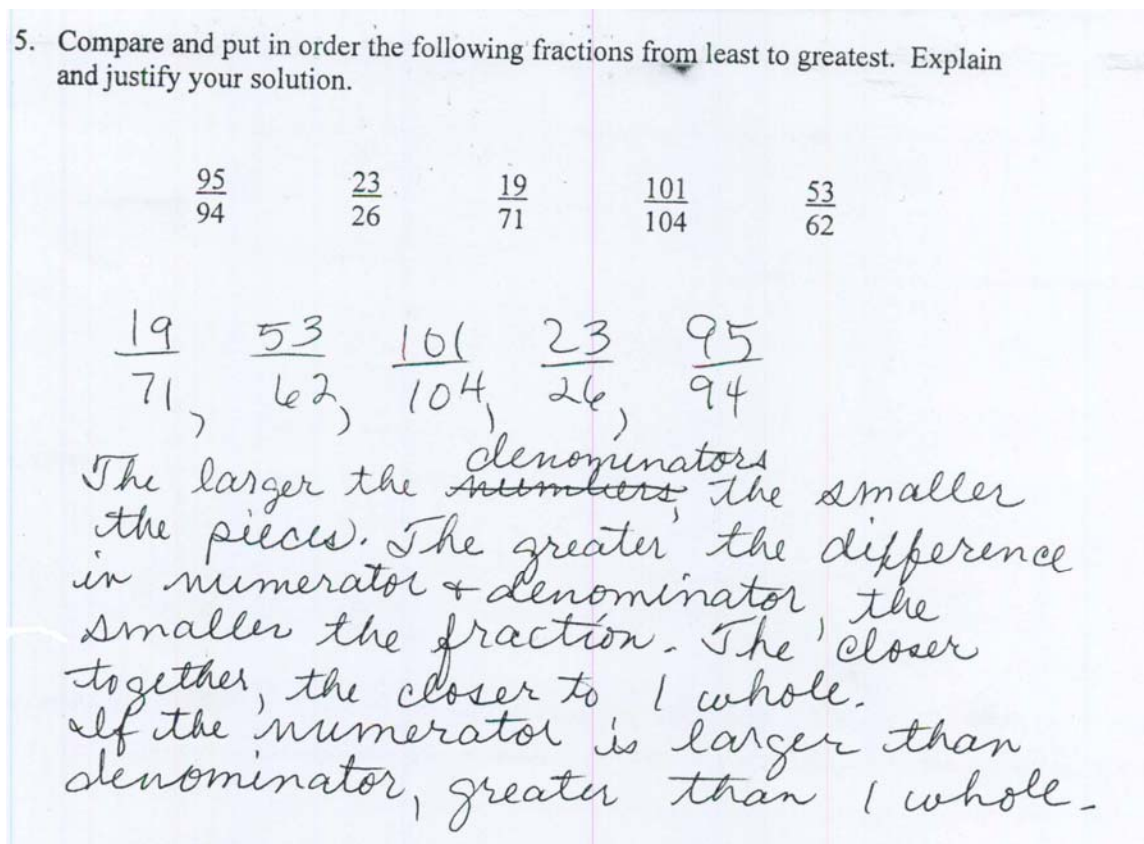 5. Compare and put in order the following fractions from least to greatest. Explain
and justify your solution.
95/94 23/26 19/71 101/104 53/62
19/71, 53/62, 101/104, 23/26, 95/94
denominators
The larger the numbers, the smaller
the pieces. The greater the difference
in numerator + denominator, the
smaller the fraction. The closer
together, the closer to 1 whole.
If the numerator is larger than
denominator, greater than 1 whole.